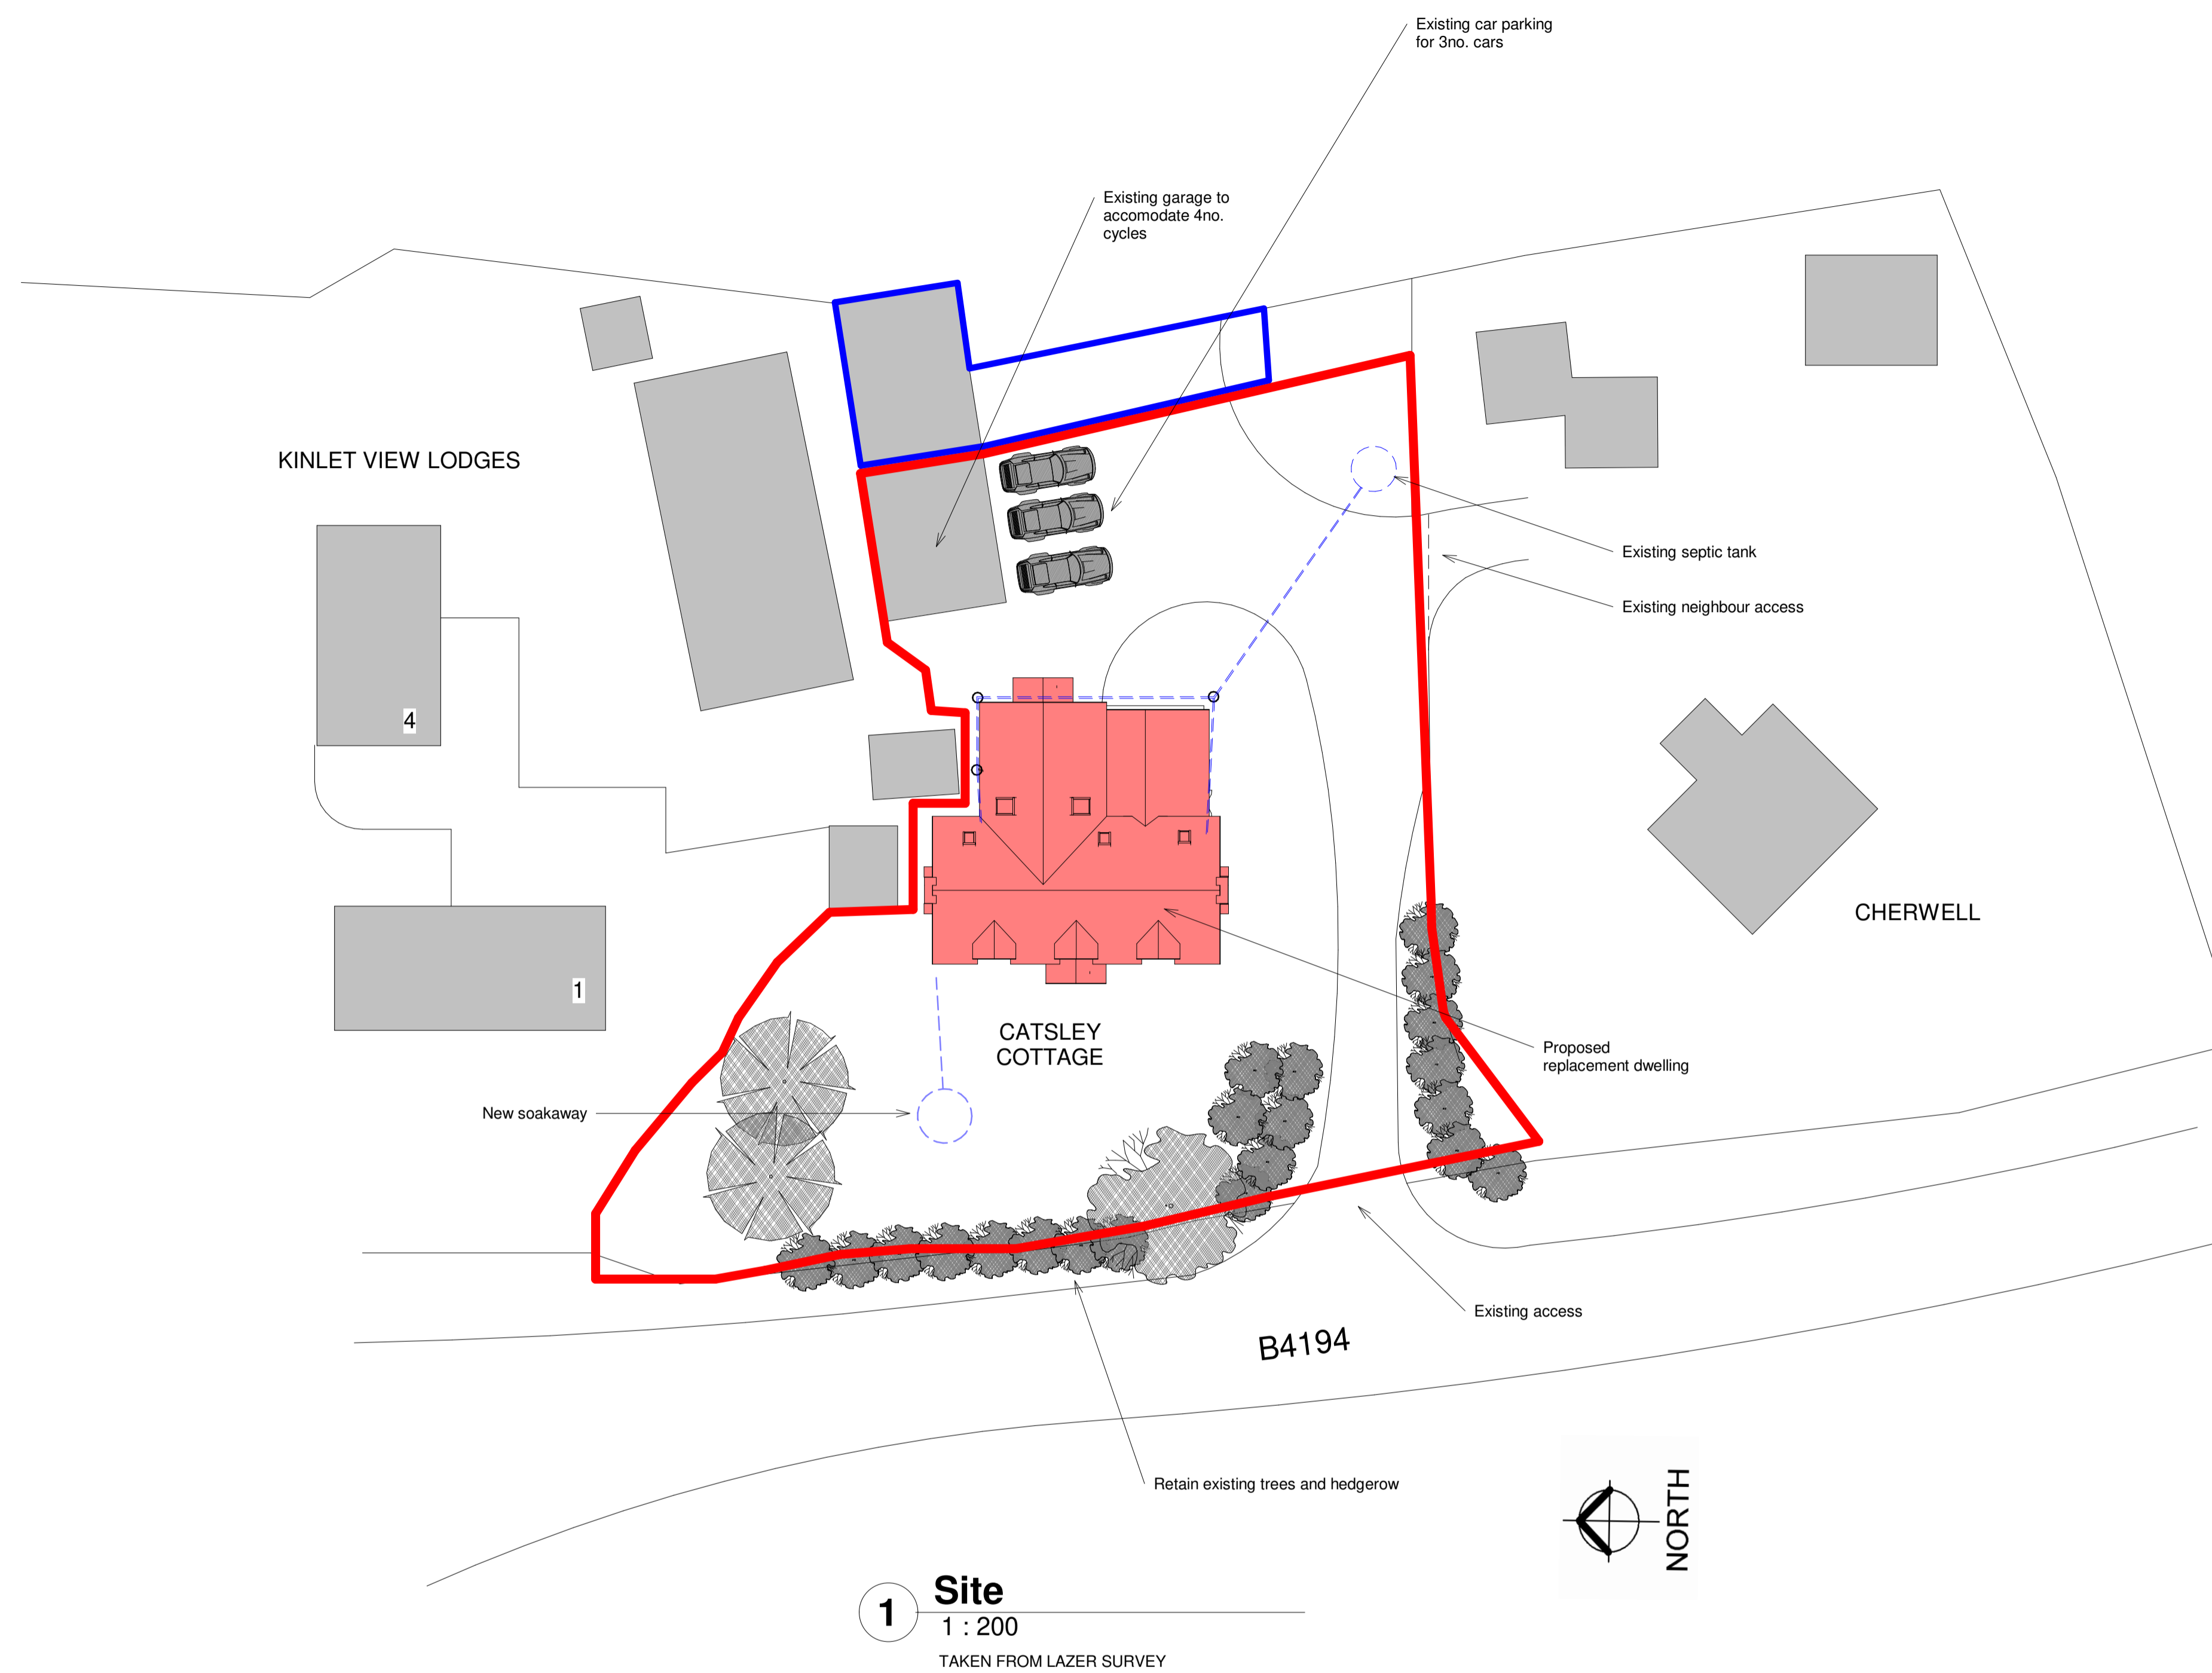 Existing car parking
for 3no. cars
Existing garage to
accomodate 4no.
cycles
KINLET VIEW LODGES
Existing septic tank
Existing neighbour access
4
CHERWELL
1
CATSLEY
COTTAGE
Proposed
replacement dwelling
New soakaway
Existing access
B4194
Retain existing trees and hedgerow
NORTH
1
Site
1 : 200
TAKEN FROM LAZER SURVEY